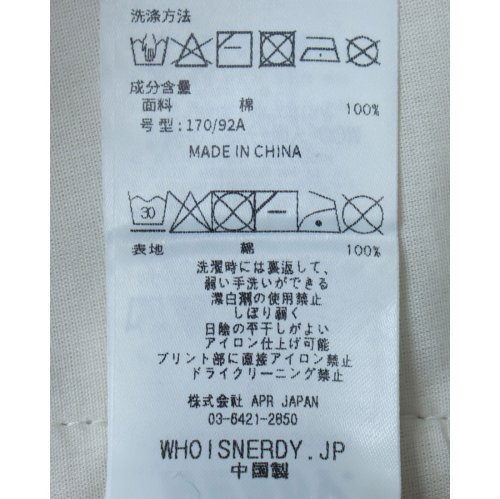 洗涤方法
成分含量
面料 棉 100%
号型:170/92A
MADE IN CHINA
30
表地 綿 100%
洗濯時には裏返して、
弱い手洗いができる
漂白剤の使用禁止
しぼり弱く
日陰の平干しがよい
アイロン仕上げ可能
プリント部に直接アイロン禁止
ドライクリーニング禁止
株式会社 APR JAPAN
03-6421-2850
WHOISNERDY.JP
中国製